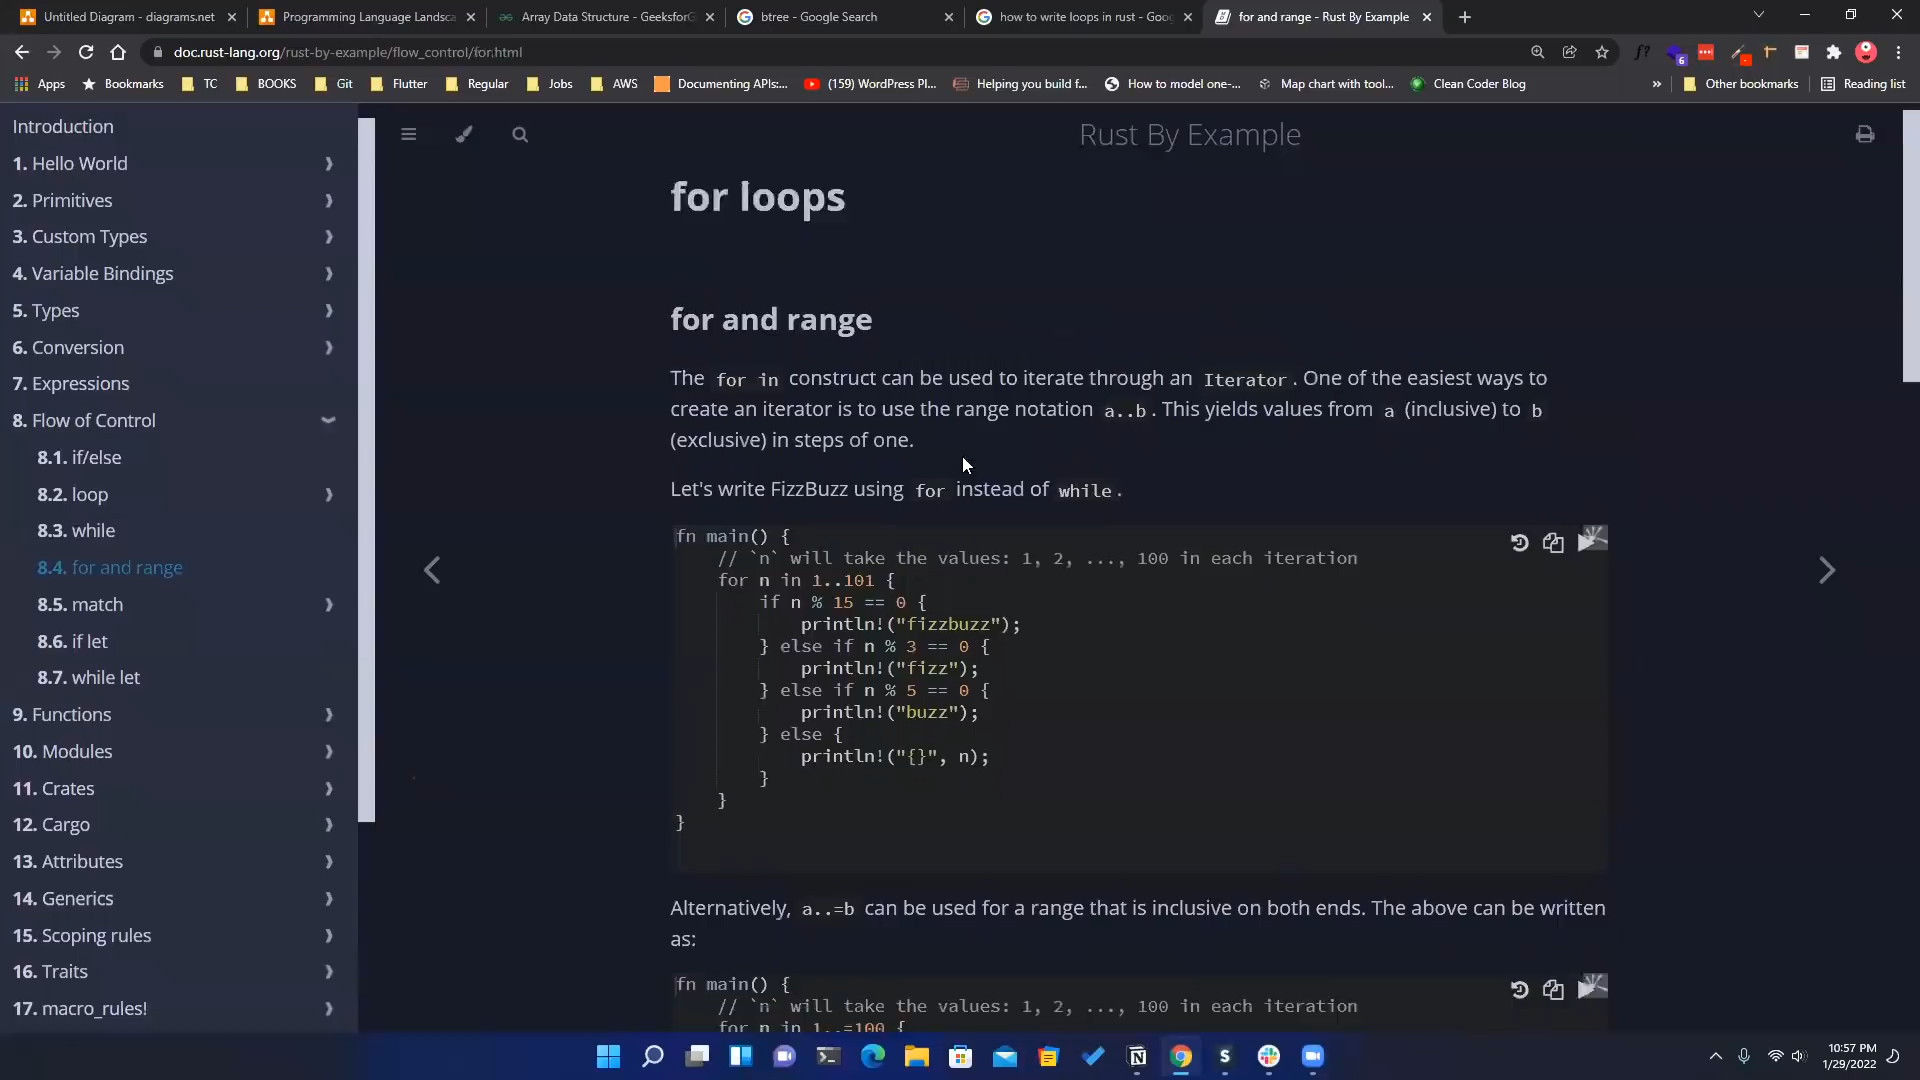 Untitled Diagram - diagrams.net
Programming Language Landsca
Array Data Structure - GeeksforG
btree - Google Search
how to write loops in rust - Goog
for and range - Rust By Example
doc.rust-lang.org/rust-by-example/flow_control/for.html
Apps
Bookmarks
TC
BOOKS
Git
Flutter
Regular
Jobs
AWS
Documenting APIs:...
(159) WordPress Pl...
Helping you build f...
How to model one-...
Map chart with tool...
Clean Coder Blog
»
Other bookmarks
Reading list
Introduction
1. Hello World
2. Primitives
3. Custom Types
4. Variable Bindings
5. Types
6. Conversion
7. Expressions
8. Flow of Control
8.1. if/else
8.2. loop
8.3. while
8.4. for and range
8.5. match
8.6. if let
8.7. while let
9. Functions
10. Modules
11. Crates
12. Cargo
13. Attributes
14. Generics
15. Scoping rules
16. Traits
17. macro_rules!
Rust By Example
for loops
for and range
The for in construct can be used to iterate through an Iterator. One of the easiest ways to
create an iterator is to use the range notation a..b. This yields values from a (inclusive) to b
(exclusive) in steps of one.
Let's write FizzBuzz using for instead of while.
fn main() {
// `n` will take the values: 1, 2, ..., 100 in each iteration
for n in 1..101 {
if n % 15 == 0 {
println!("fizzbuzz");
} else if n % 3 == 0 {
println!("fizz");
} else if n % 5 == 0 {
println!("buzz");
} else {
println!("{}", n);
}
}
}
Alternatively, a..=b can be used for a range that is inclusive on both ends. The above can be written
as:
fn main() {
// `n` will take the values: 1, 2, ..., 100 in each iteration
for n in 1..=100 {
10:57 PM
1/29/2022